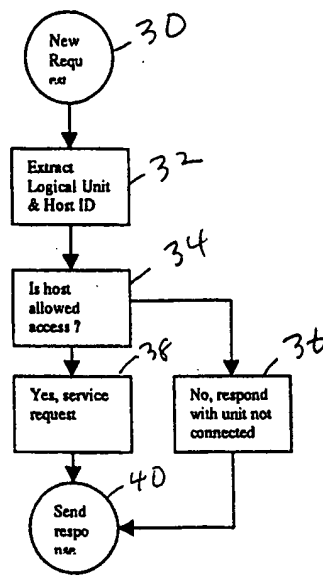 New
Requ
est
30
Extract
Logical Unit
& Host ID
32
Is host
allowed
access ?
34
Yes, service
request
38
No, respond
with unit not
connected
36
Send
respo
nse.
40